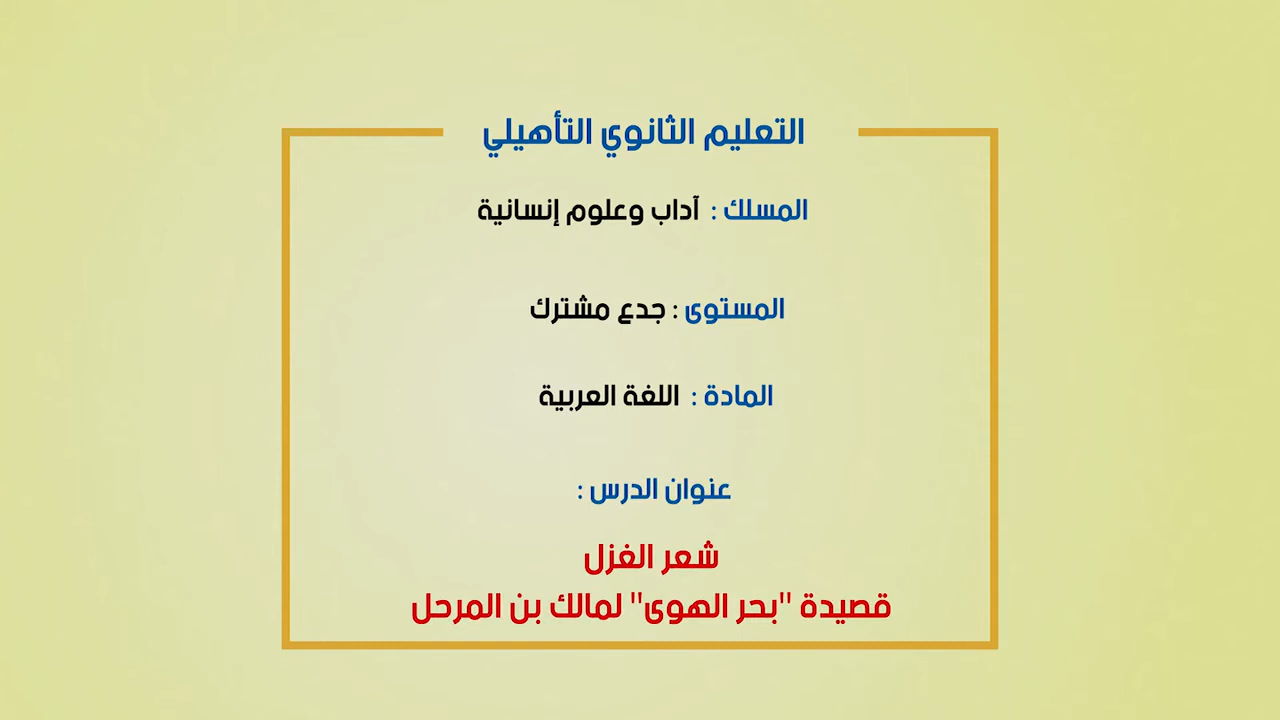 التعليم الثانوي التأهيلي
المسلك : آداب وعلوم إنسانية
المستوى : جدع مشترك
المادة : اللغة العربية
عنوان الدرس :
شعر الغزل
قصيدة "بحر الهوى" لمالك بن المرحل